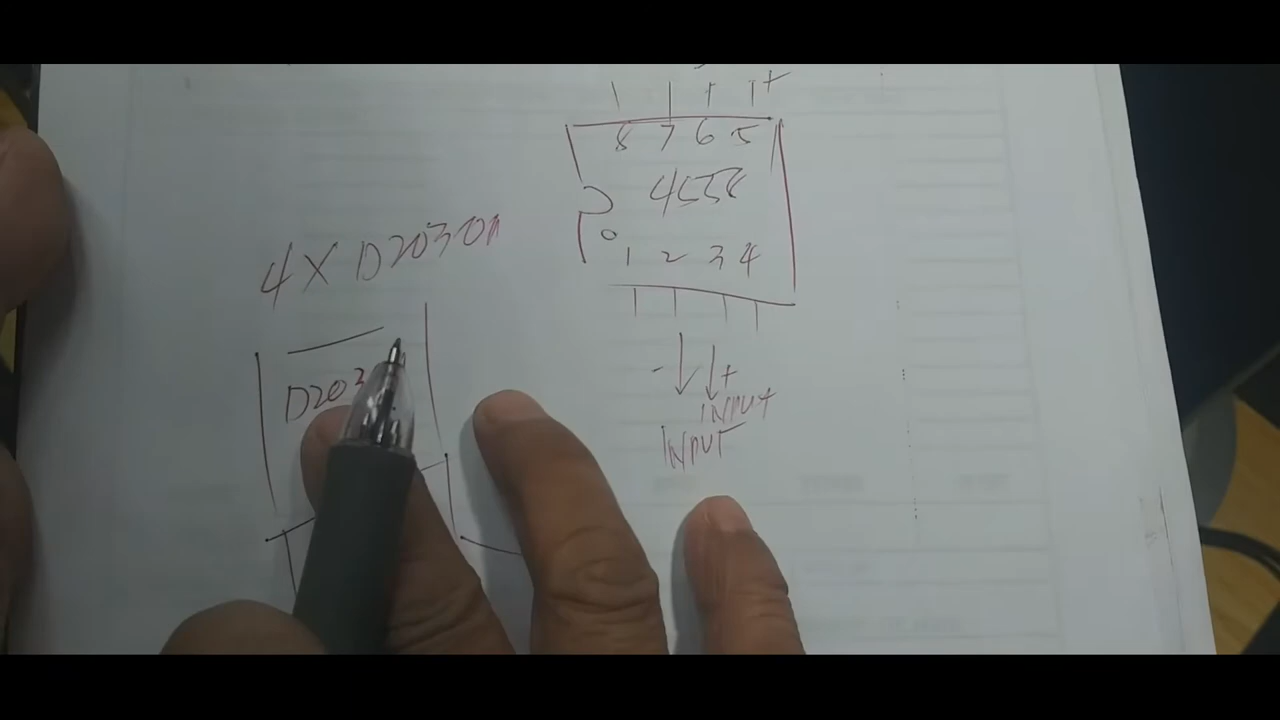 +
8 7 6 5
4558
1 2 3 4
4 X D2030A
D203
- +
INPUT
INPUT